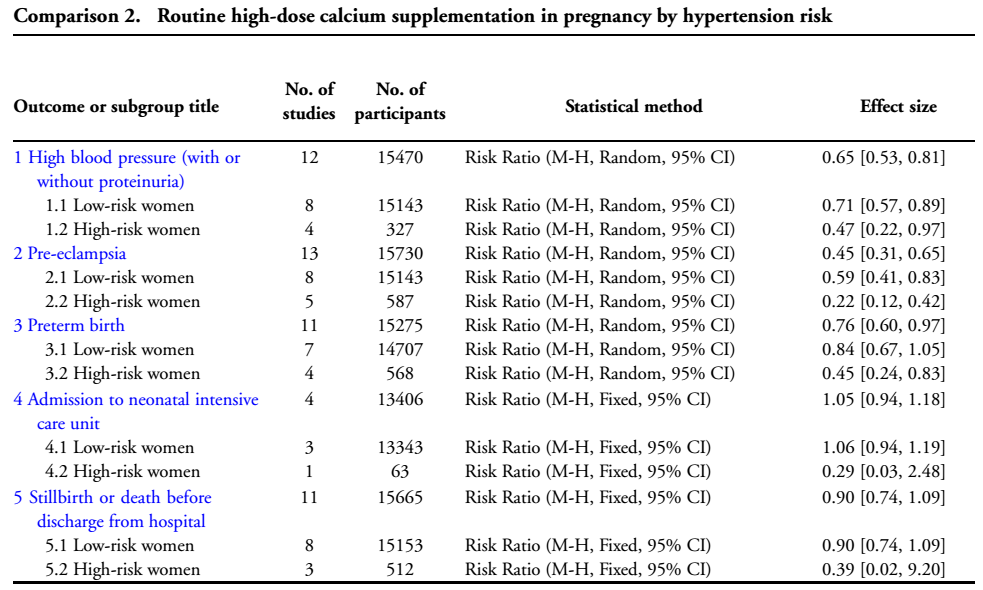 Comparison 2. Routine high-dose calcium supplementation in pregnancy by hypertension risk
Outcome or subgroup title No. of studies No. of participants Statistical method Effect size
1 High blood pressure (with or 12 15470 Risk Ratio (M-H, Random, 95% CI) 0.65 [0.53, 0.81]
without proteinuria)
1.1 Low-risk women 8 15143 Risk Ratio (M-H, Random, 95% CI) 0.71 [0.57, 0.89]
1.2 High-risk women 4 327 Risk Ratio (M-H, Random, 95% CI) 0.47 [0.22, 0.97]
2 Pre-eclampsia 13 15730 Risk Ratio (M-H, Random, 95% CI) 0.45 [0.31, 0.65]
2.1 Low-risk women 8 15143 Risk Ratio (M-H, Random, 95% CI) 0.59 [0.41, 0.83]
2.2 High-risk women 5 587 Risk Ratio (M-H, Random, 95% CI) 0.22 [0.12, 0.42]
3 Preterm birth 11 15275 Risk Ratio (M-H, Random, 95% CI) 0.76 [0.60, 0.97]
3.1 Low-risk women 7 14707 Risk Ratio (M-H, Random, 95% CI) 0.84 [0.67, 1.05]
3.2 High-risk women 4 568 Risk Ratio (M-H, Random, 95% CI) 0.45 [0.24, 0.83]
4 Admission to neonatal intensive 4 13406 Risk Ratio (M-H, Fixed, 95% CI) 1.05 [0.94, 1.18]
care unit
4.1 Low-risk women 3 13343 Risk Ratio (M-H, Fixed, 95% CI) 1.06 [0.94, 1.19]
4.2 High-risk women 1 63 Risk Ratio (M-H, Fixed, 95% CI) 0.29 [0.03, 2.48]
5 Stillbirth or death before 11 15665 Risk Ratio (M-H, Fixed, 95% CI) 0.90 [0.74, 1.09]
discharge from hospital
5.1 Low-risk women 8 15153 Risk Ratio (M-H, Fixed, 95% CI) 0.90 [0.74, 1.09]
5.2 High-risk women 3 512 Risk Ratio (M-H, Fixed, 95% CI) 0.39 [0.02, 9.20]